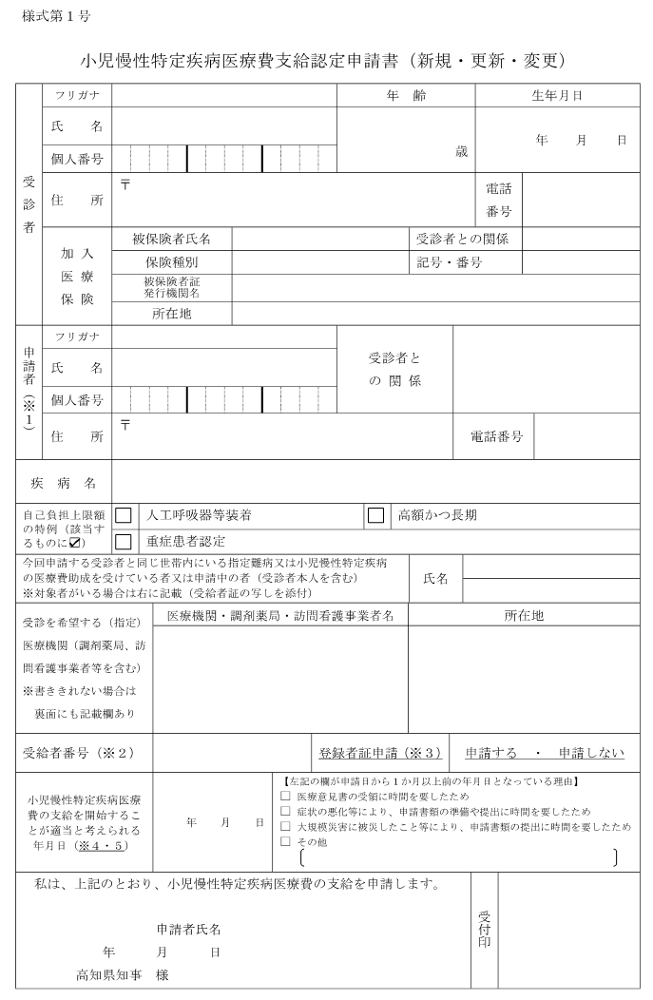 様式第1号
小児慢性特定疾病医療費支給認定申請書（新規・更新・変更）
受診者
フリガナ
年　齢
生年月日
氏　名
歳
年　月　日
個人番号
住　所
〒
電話
番号
加入
医療
保険
被保険者氏名
受診者との関係
保険種別
記号・番号
被保険者証
発行機関名
所在地
申請者（※1）
フリガナ
氏　名
受診者と
の関係
個人番号
住　所
〒
電話番号
疾　病　名
自己負担上限額
の特例（該当す
るものに☑）
□
人工呼吸器等装着
□
高額かつ長期
□
重症患者認定
今回申請する受診者と同じ世帯内にいる指定難病又は小児慢性特定疾病
の医療費助成を受けている者又は申請中の者（受診者本人を含む）
※対象者がいる場合は右に記載（受給者証の写しを添付）
氏名
受診を希望する（指定）
医療機関（調剤薬局、訪
問看護事業者等を含む）
※書ききれない場合は
裏面にも記載欄あり
医療機関・調剤薬局・訪問看護事業者名
所在地
受給者番号（※2）
登録者証申請（※3）
申請する　・　申請しない
小児慢性特定疾病医療
費の支給を開始するこ
とが適当と考えられる
年月日（※4・5）
年　月　日
【左記の欄が申請日から1か月以上前の年月日となっている理由】
□ 医療意見書の受領に時間を要したため
□ 症状の悪化等により、申請書類の準備や提出に時間を要したため
□ 大規模災害に被災したこと等により、申請書類の提出に時間を要したため
□ その他
私は、上記のとおり、小児慢性特定疾病医療費の支給を申請します。
申請者氏名
年　月　日
高知県知事　様
受付印